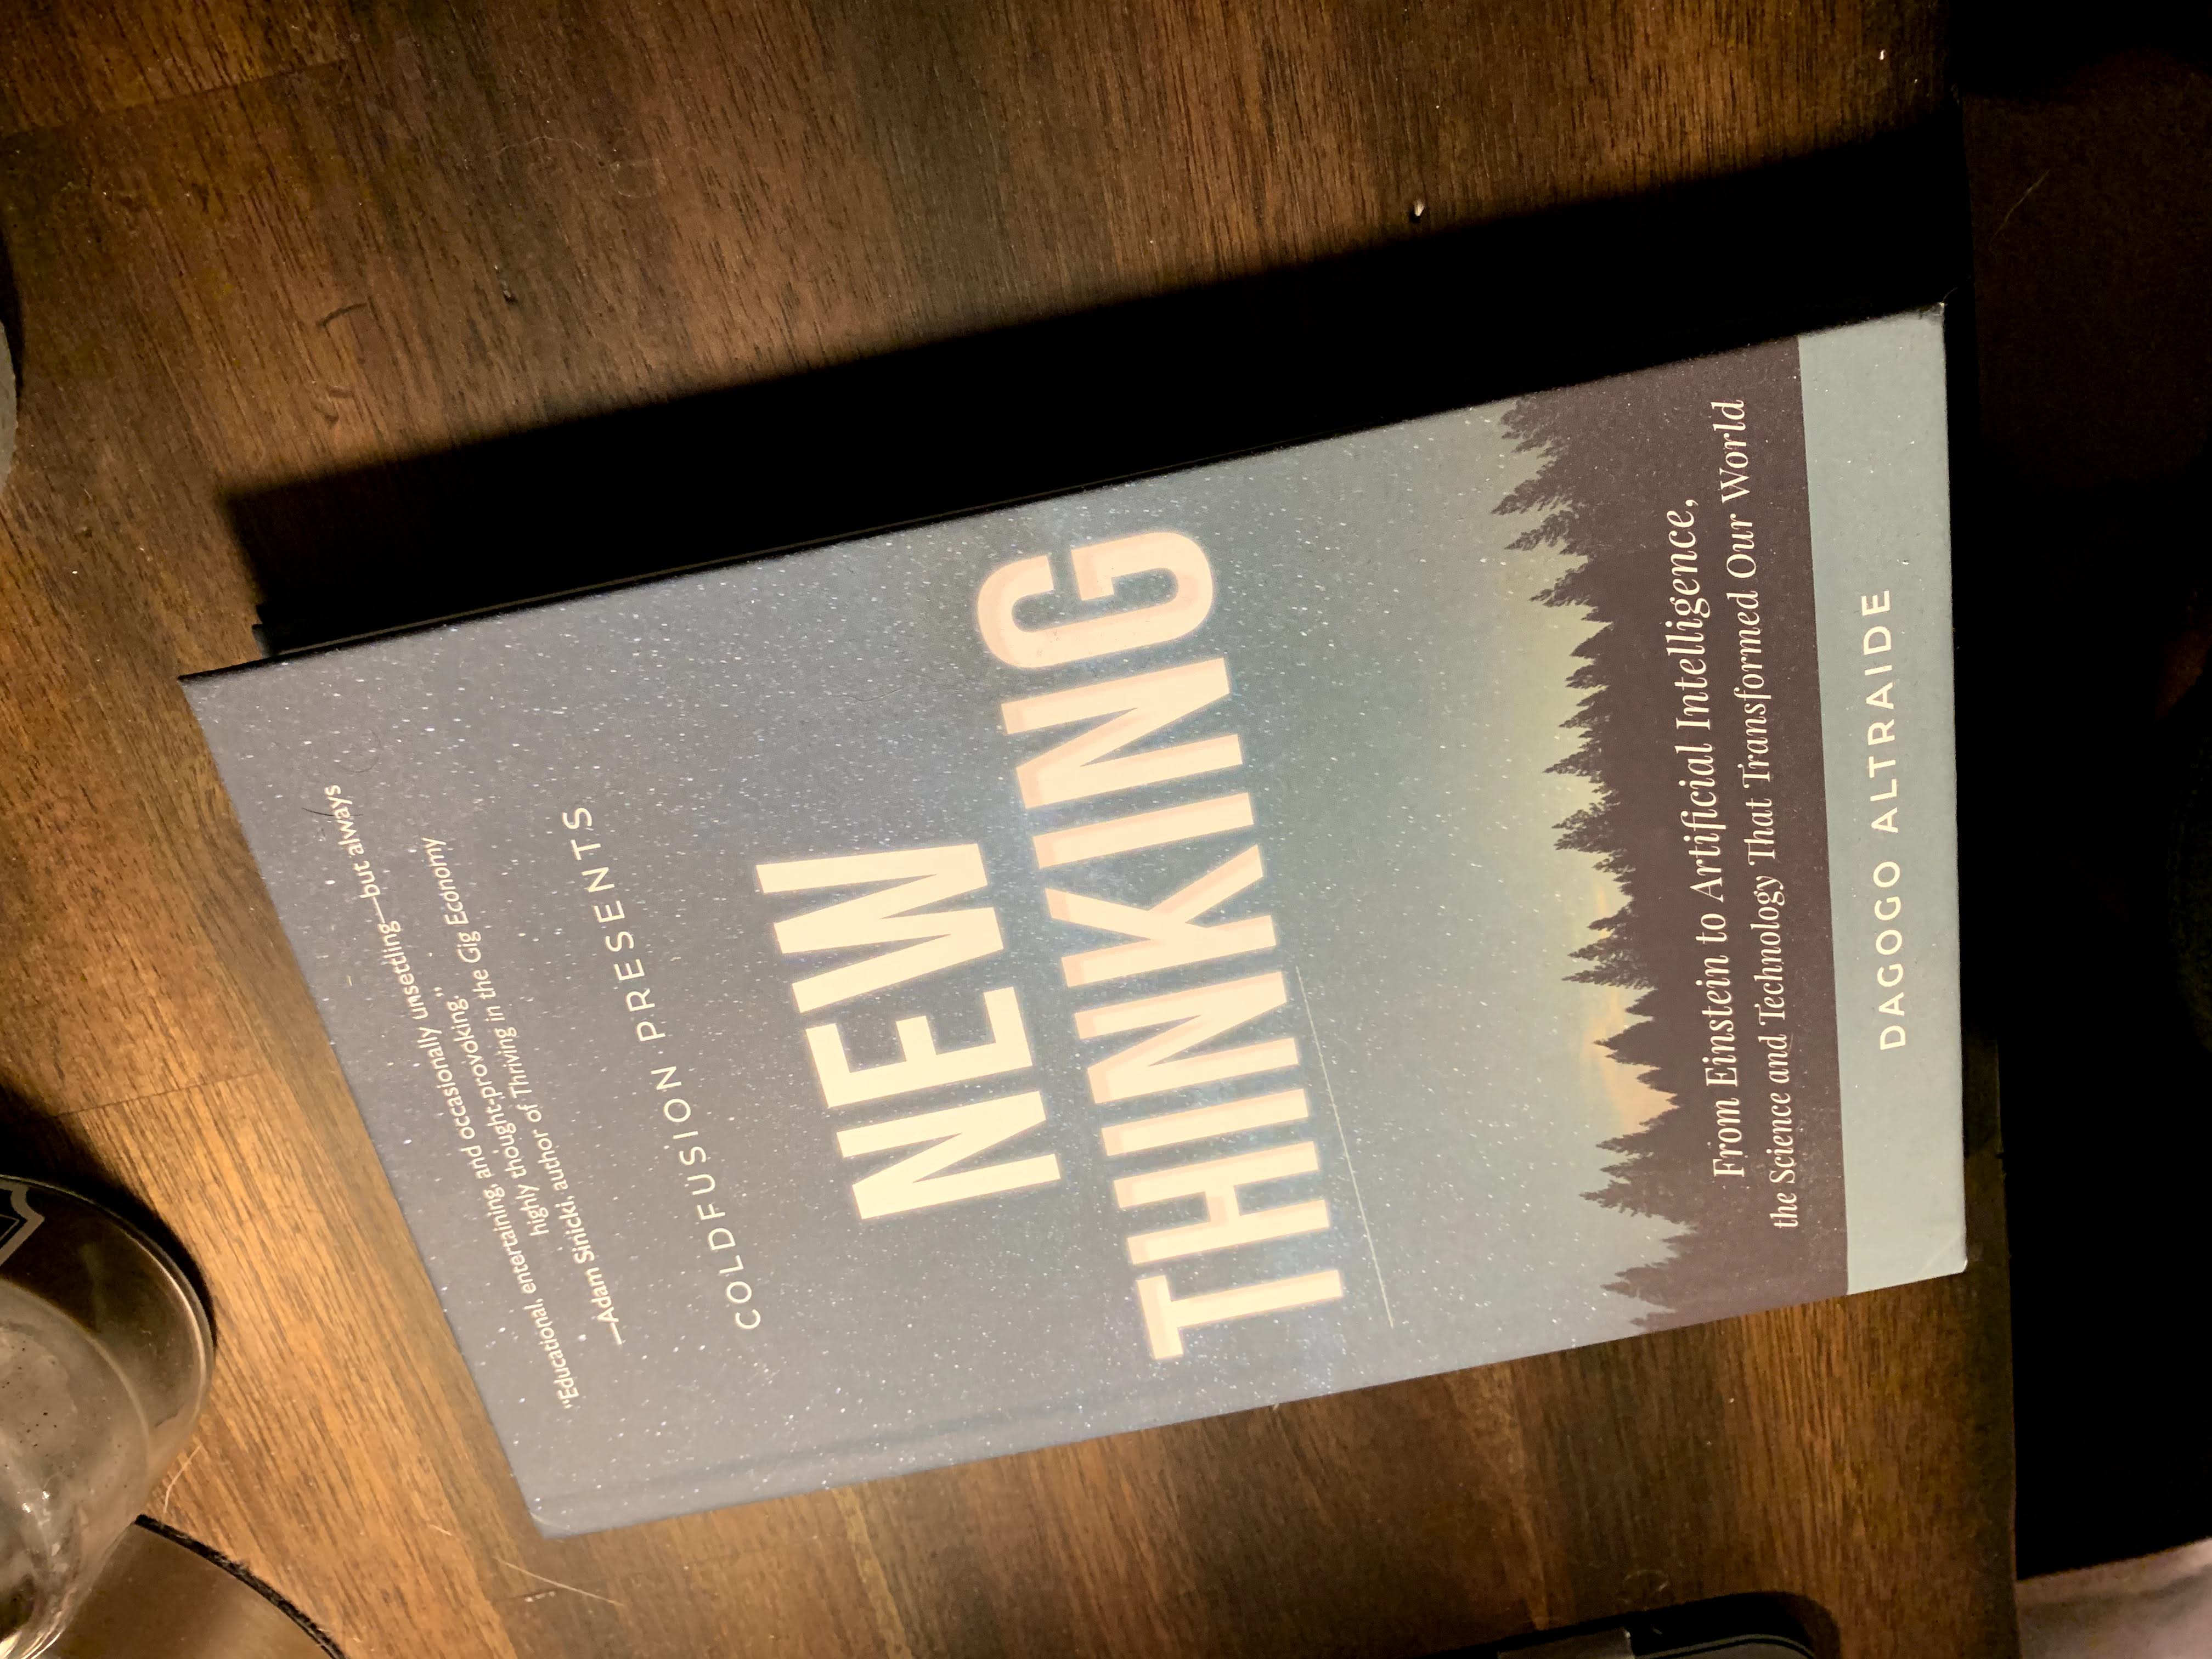 "Educational, entertaining, and occasionally unsettling—but always
highly thought-provoking."
—Adam Sinicki, author of Thriving in the Gig Economy
COLDFUSION PRESENTS
NEW
THINKING
From Einstein to Artificial Intelligence,
the Science and Technology That Transformed Our World
DAGOGO ALTRAIDE